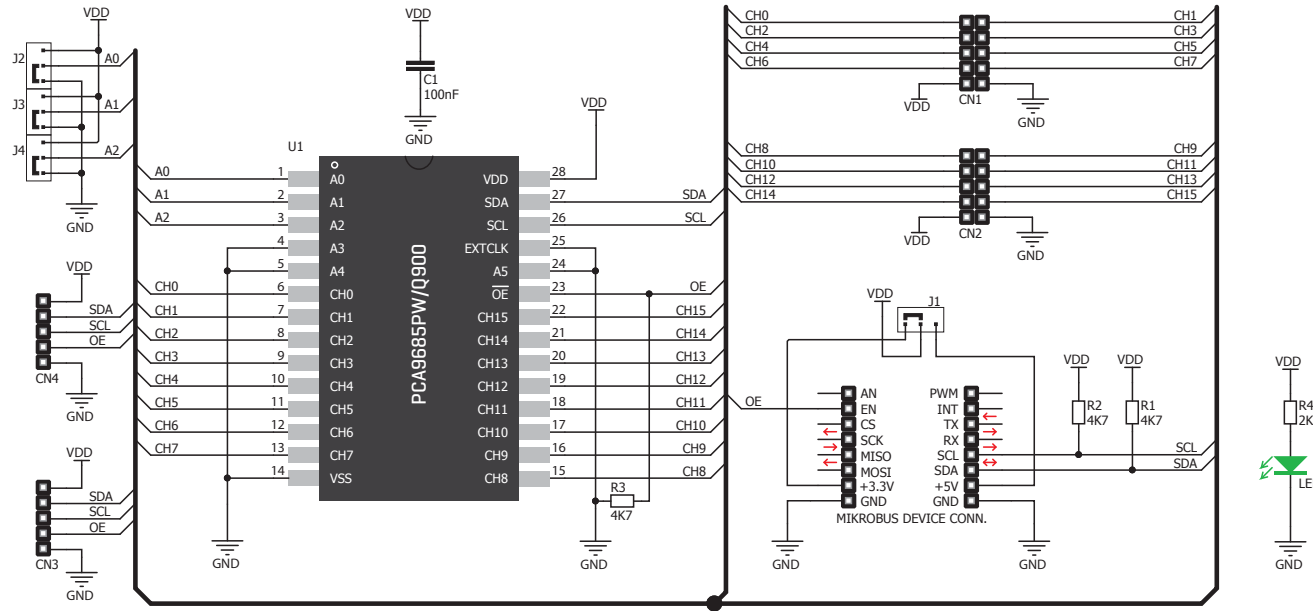 VDD
J2
A0
J3
A1
J4
A2
GND
VDD
C1
100nF
GND
U1
VDD
PCA9685PW/Q900
A0 1 A0
A1 2 A1
A2 3 A2
4 A3
5 A4
CH0 6 CH0
CH1 7 CH1
CH2 8 CH2
CH3 9 CH3
CH4 10 CH4
CH5 11 CH5
CH6 12 CH6
CH7 13 CH7
14 VSS
VDD 28
SDA 27 SDA
SCL 26 SCL
EXTCLK 25
A5 24
OE 23 OE
CH15 22 CH15
CH14 21 CH14
CH13 20 CH13
CH12 19 CH12
CH11 18 CH11
CH10 17 CH10
CH9 16 CH9
CH8 15 CH8
R3
4K7
GND
GND
VDD
SDA
SCL
OE
CN4
GND
VDD
SDA
SCL
OE
CN3
GND
CH0 CH1
CH2 CH3
CH4 CH5
CH6 CH7
VDD CN1 GND
CH8 CH9
CH10 CH11
CH12 CH13
CH14 CH15
VDD CN2 GND
VDD J1
OE
AN PWM
EN INT
CS TX
SCK RX
MISO SCL
MOSI SDA
+3.3V +5V
GND GND
MIKROBUS DEVICE CONN.
GND GND
VDD VDD
R2 R1
4K7 4K7
SCL
SDA
VDD
R4
2K
LE
GND